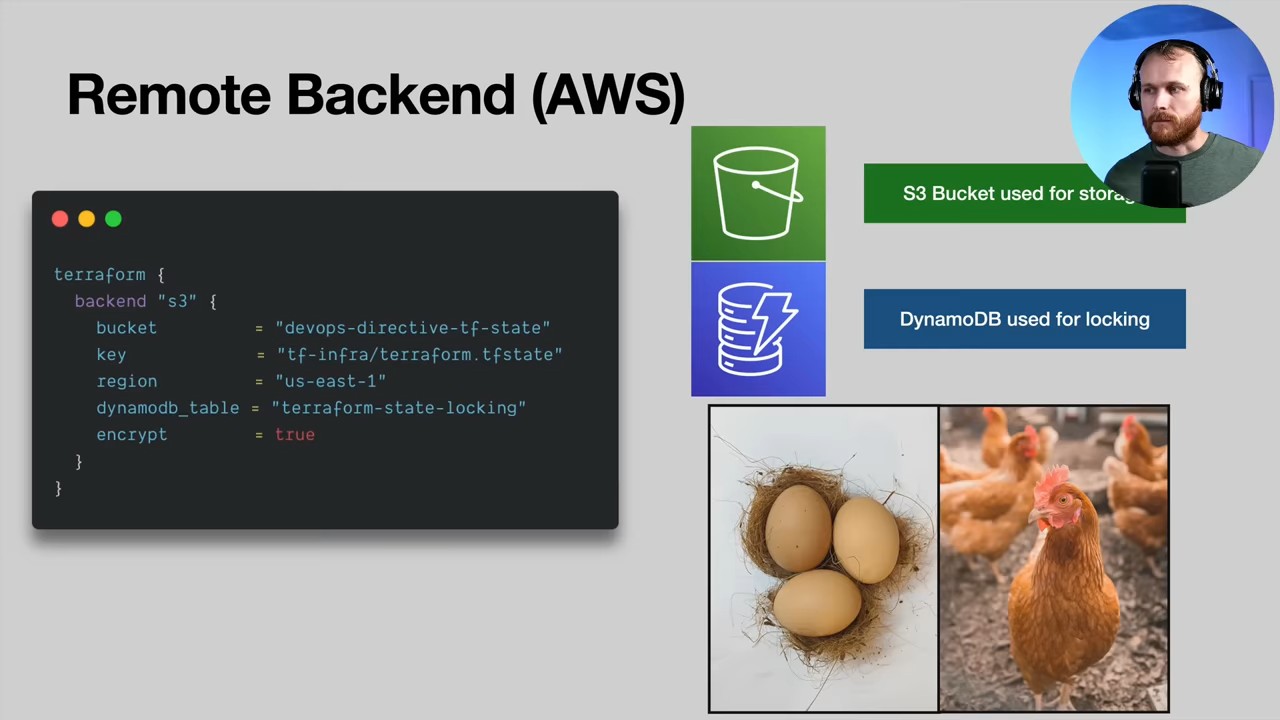 Remote Backend (AWS)
terraform {
  backend "s3" {
    bucket         = "devops-directive-tf-state"
    key            = "tf-infra/terraform.tfstate"
    region         = "us-east-1"
    dynamodb_table = "terraform-state-locking"
    encrypt        = true
  }
}
S3 Bucket used for
DynamoDB used for locking